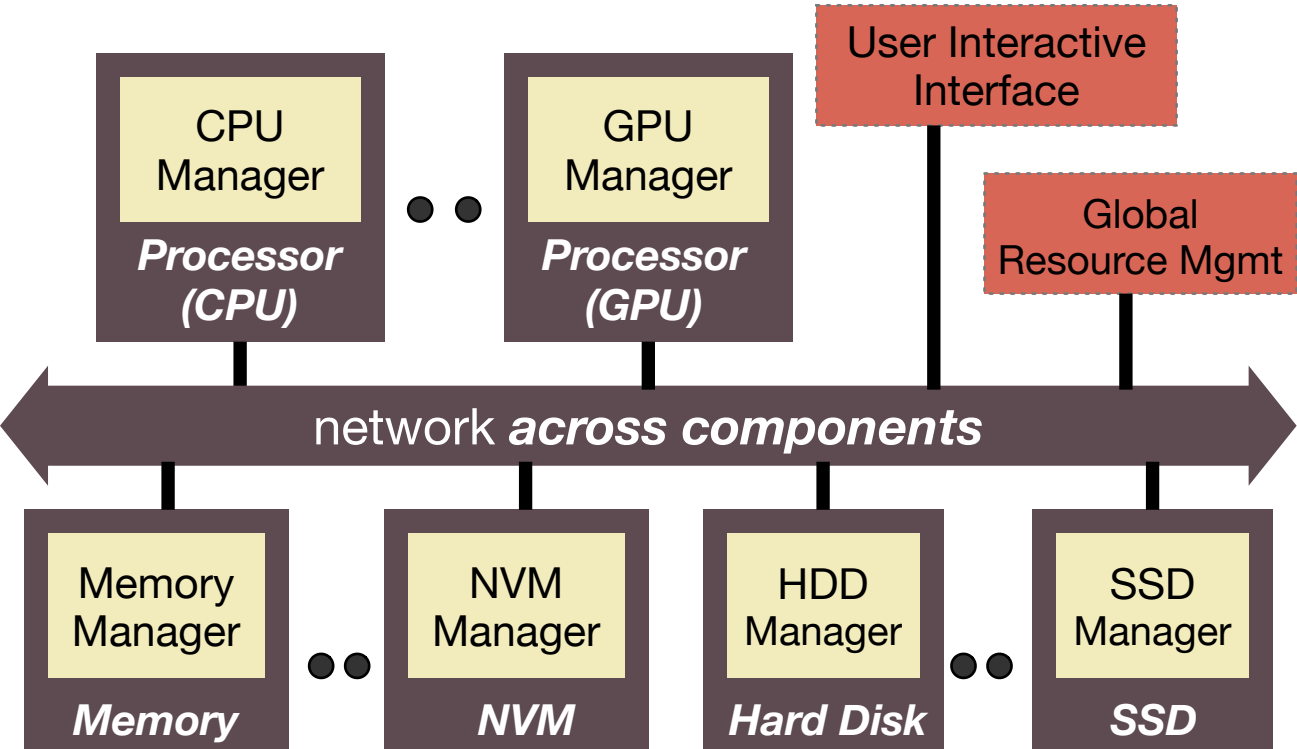 CPU
Manager
Processor
(CPU)
GPU
Manager
Processor
(GPU)
User Interactive
Interface
Global
Resource Mgmt
network across components
Memory
Manager
Memory
NVM
Manager
NVM
HDD
Manager
Hard Disk
SSD
Manager
SSD